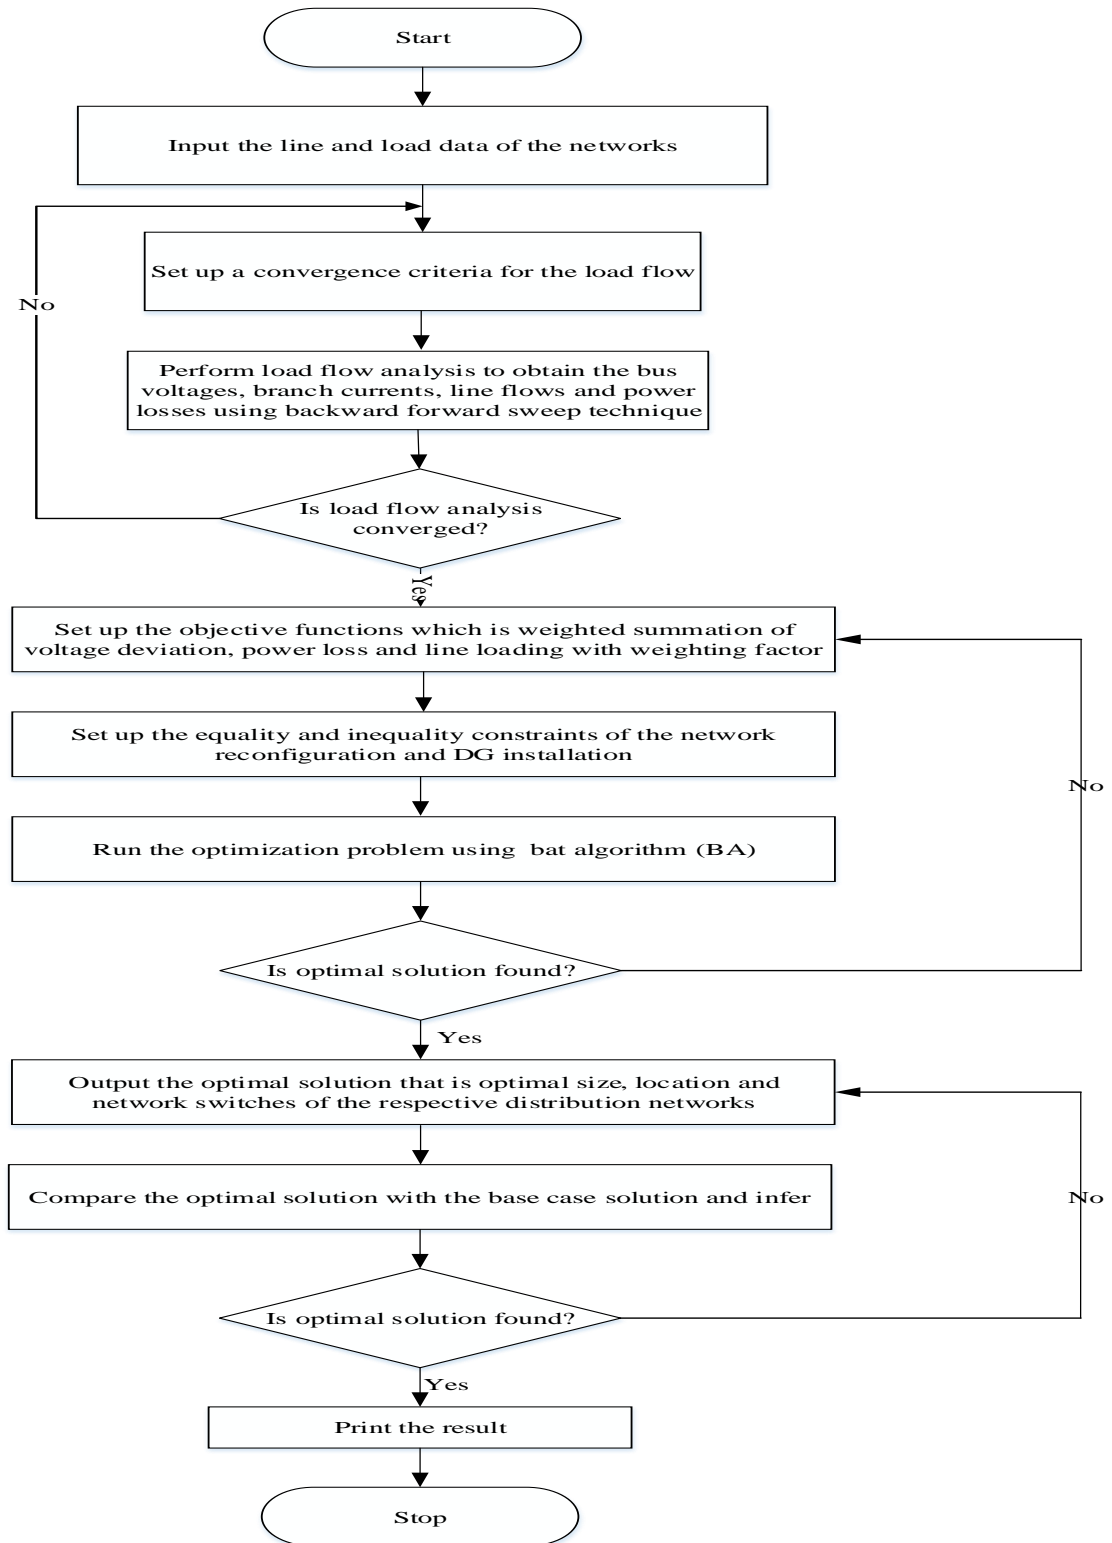 Start
Input the line and load data of the networks
Set up a convergence criteria for the load flow
No
Perform load flow analysis to obtain the bus
voltages, branch currents, line flows and power
losses using backward forward sweep technique
Is load flow analysis
converged?
Yes
Set up the objective functions which is weighted summation of
voltage deviation, power loss and line loading with weighting factor
Set up the equality and inequality constraints of the network
reconfiguration and DG installation
No
Run the optimization problem using bat algorithm (BA)
Is optimal solution found?
Yes
Output the optimal solution that is optimal size, location and
network switches of the respective distribution networks
Compare the optimal solution with the base case solution and infer
No
Is optimal solution found?
Yes
Print the result
Stop